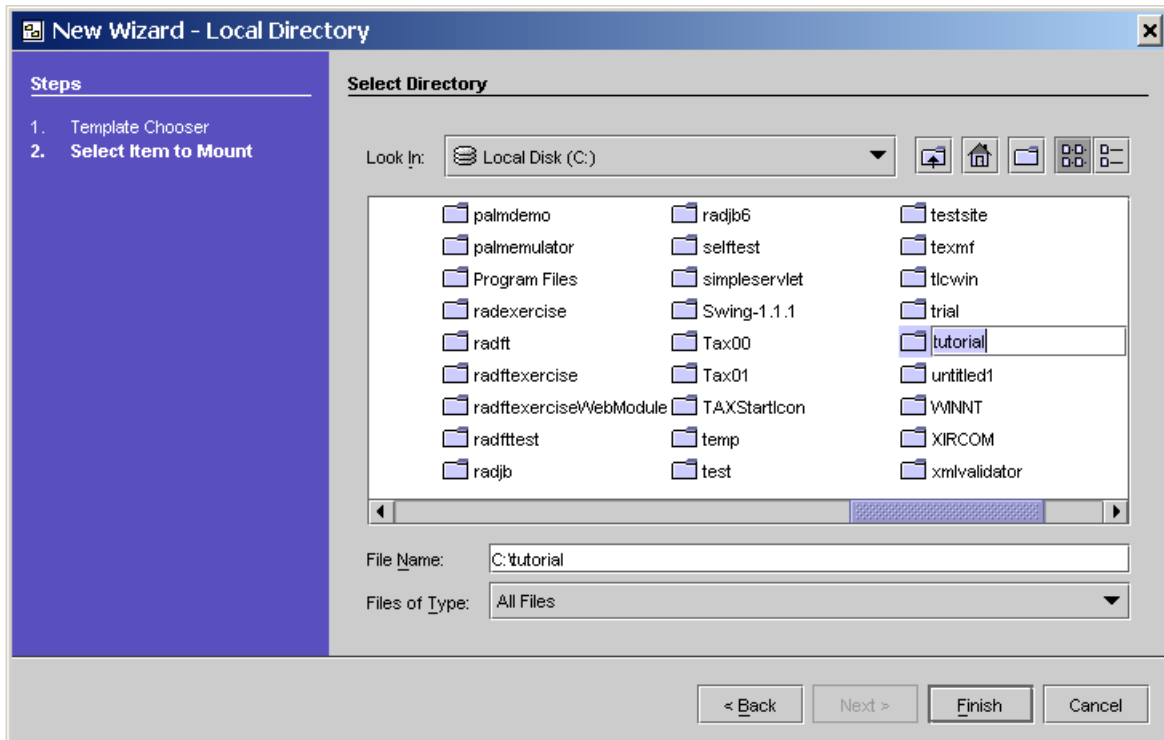 New Wizard - Local Directory
Steps
1. Template Chooser
2. Select Item to Mount
Select Directory
Look In: Local Disk (C:)
palmdemo radjb6 testsite
palmemulator selftest texmf
Program Files simpleservlet tlcwin
radexercise Swing-1.1.1 trial
radft Tax00 tutorial
radftexercise Tax01 untitled1
radftexerciseWebModule TAXStartIcon WINNT
radfttest temp XIRCOM
radjb test xmlvalidator
File Name: C:\tutorial
Files of Type: All Files
< Back Next > Finish Cancel